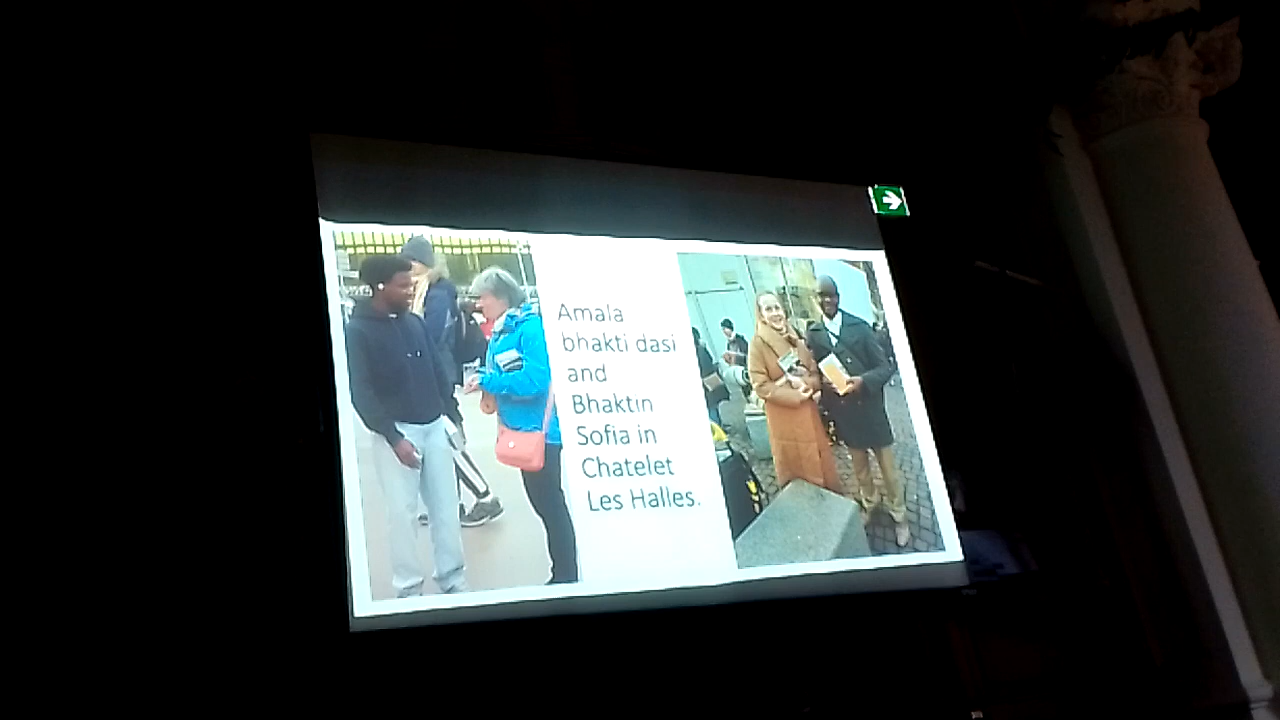 Amala
bhakti dasi
and
Bhaktin
Sofia in
Chatelet
Les Halles.